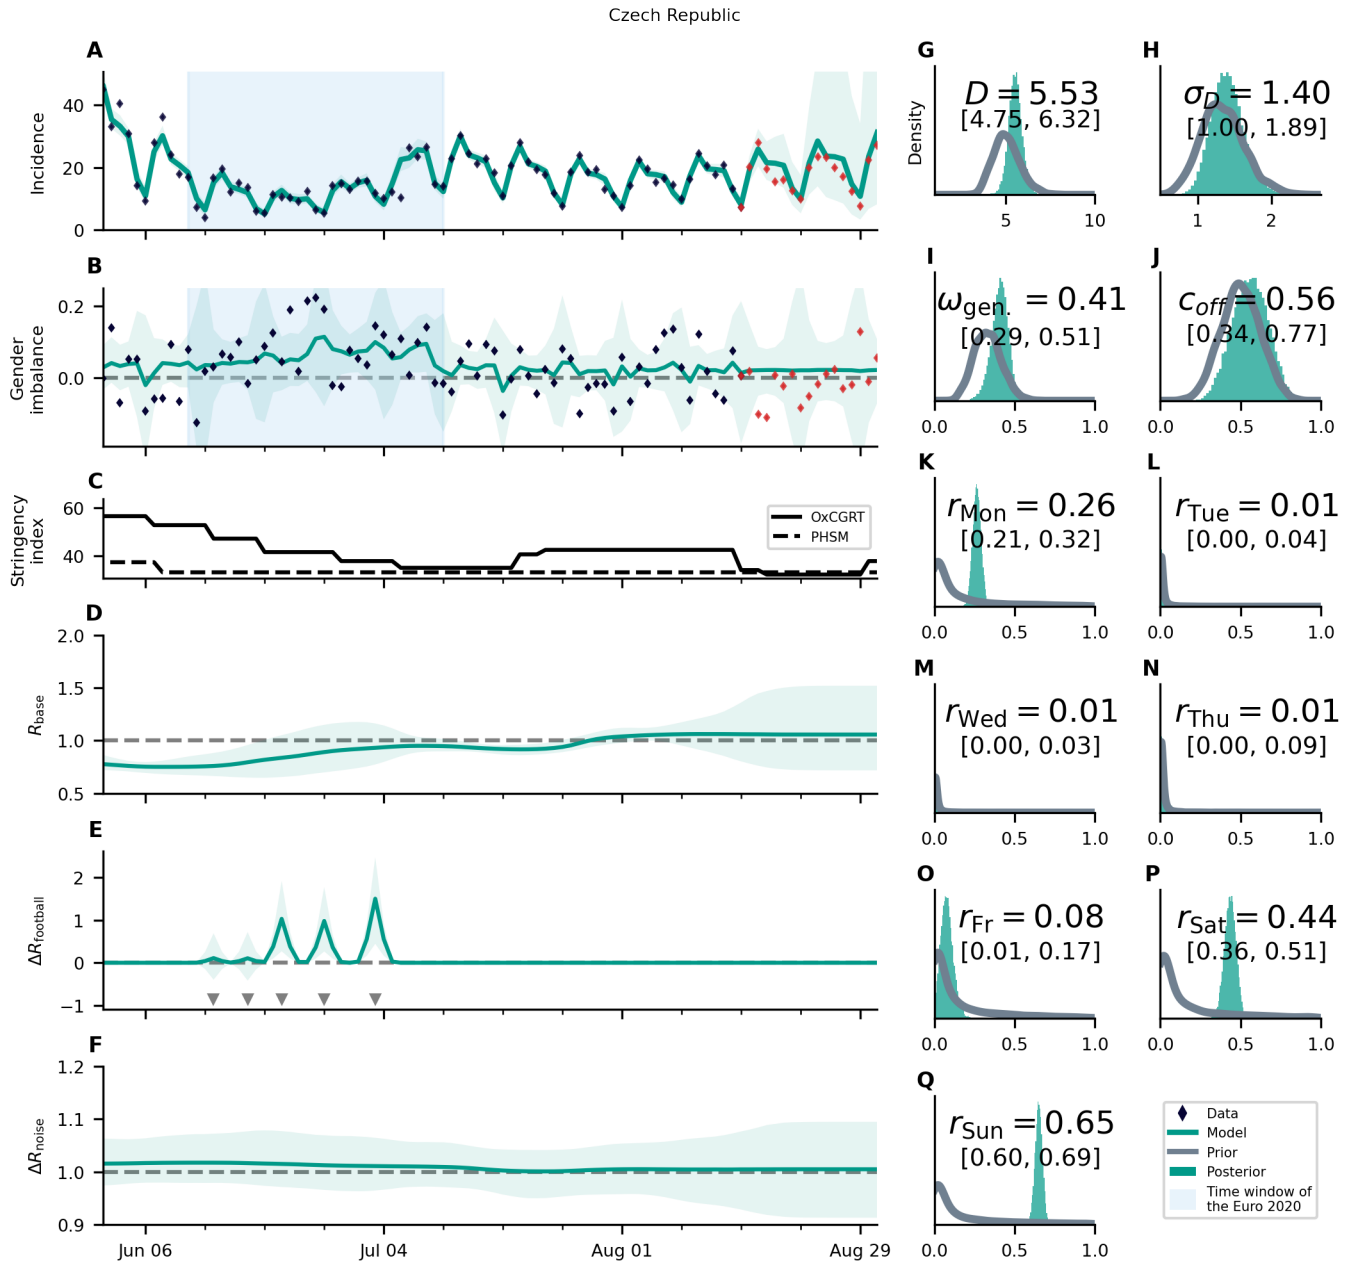 Czech Republic
A
Incidence
40
20
0
B
Gender
imbalance
0.2
0.0
C
Stringency
index
60
40
OxCGRT
PHSM
D
R_base
2.0
1.5
1.0
0.5
E
ΔR_football
2
1
0
−1
F
ΔR_noise
1.2
1.1
1.0
0.9
Jun 06 Jul 04 Aug 01 Aug 29
G
Density
D = 5.53
[4.75, 6.32]
5 10
H
σ_D = 1.40
[1.00, 1.89]
1 2
I
ω_gen. = 0.41
[0.29, 0.51]
0.0 0.5 1.0
J
c_off = 0.56
[0.34, 0.77]
0.0 0.5 1.0
K
r_Mon = 0.26
[0.21, 0.32]
0.0 0.5 1.0
L
r_Tue = 0.01
[0.00, 0.04]
0.0 0.5 1.0
M
r_Wed = 0.01
[0.00, 0.03]
0.0 0.5 1.0
N
r_Thu = 0.01
[0.00, 0.09]
0.0 0.5 1.0
O
r_Fr = 0.08
[0.01, 0.17]
0.0 0.5 1.0
P
r_Sat = 0.44
[0.36, 0.51]
0.0 0.5 1.0
Q
r_Sun = 0.65
[0.60, 0.69]
0.0 0.5 1.0
Data
Model
Prior
Posterior
Time window of
the Euro 2020